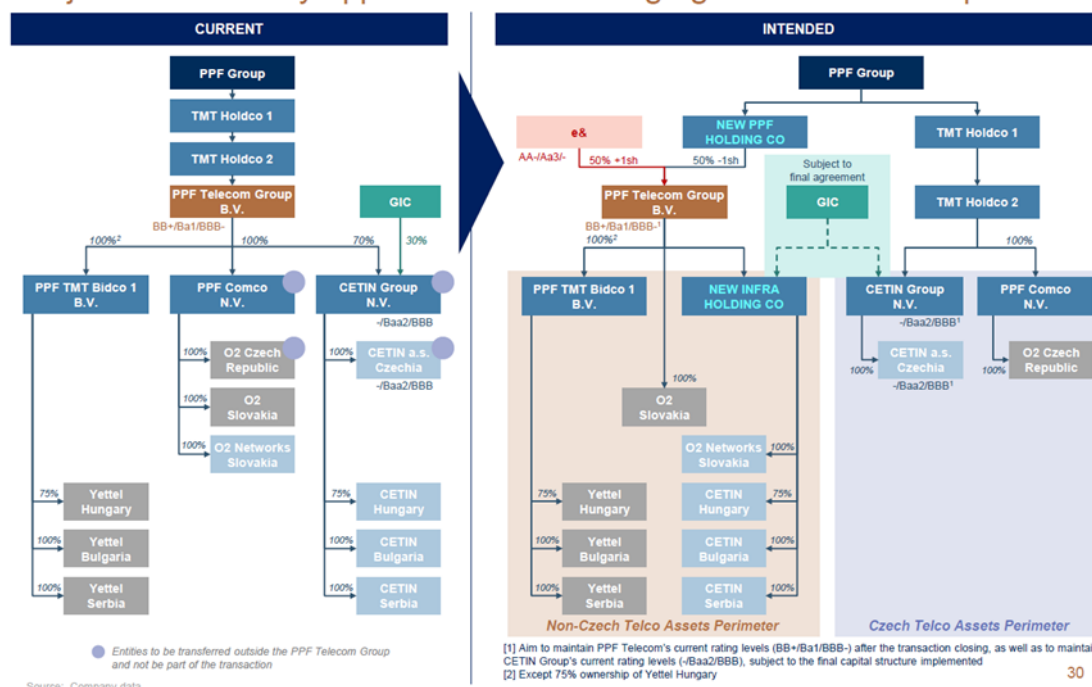 CURRENT
PPF Group
TMT Holdco 1
TMT Holdco 2
PPF Telecom Group
B.V.
BB+/Ba1/BBB-
GIC
100%²
100%
70%
30%
PPF TMT Bidco 1
B.V.
PPF Comco
N.V.
CETIN Group
N.V.
-/Baa2/BBB
100%
O2 Czech
Republic
100%
CETIN a.s.
Czechia
-/Baa2/BBB
100%
O2
Slovakia
100%
O2 Networks
Slovakia
75%
Yettel
Hungary
75%
CETIN
Hungary
100%
Yettel
Bulgaria
100%
CETIN
Bulgaria
100%
Yettel
Serbia
100%
CETIN
Serbia
Entities to be transferred outside the PPF Telecom Group
and not be part of the transaction
Source: Company data
INTENDED
PPF Group
e&
NEW PPF
HOLDING CO
TMT Holdco 1
AA-/Aa3/-
50% +1sh
50% -1sh
Subject to
final agreement
PPF Telecom Group
B.V.
GIC
TMT Holdco 2
BB+/Ba1/BBB-¹
100%²
100%
PPF TMT Bidco 1
B.V.
NEW INFRA
HOLDING CO
CETIN Group
N.V.
PPF Comco
N.V.
-/Baa2/BBB¹
100%
CETIN a.s.
Czechia
-/Baa2/BBB¹
100%
O2 Czech
Republic
100%
O2
Slovakia
O2 Networks
Slovakia
100%
75%
Yettel
Hungary
CETIN
Hungary
75%
100%
Yettel
Bulgaria
CETIN
Bulgaria
100%
100%
Yettel
Serbia
CETIN
Serbia
100%
Non-Czech Telco Assets Perimeter
Czech Telco Assets Perimeter
[1] Aim to maintain PPF Telecom's current rating levels (BB+/Ba1/BBB-) after the transaction closing, as well as to maintain
CETIN Group's current rating levels (-/Baa2/BBB), subject to the final capital structure implemented
[2] Except 75% ownership of Yettel Hungary
30